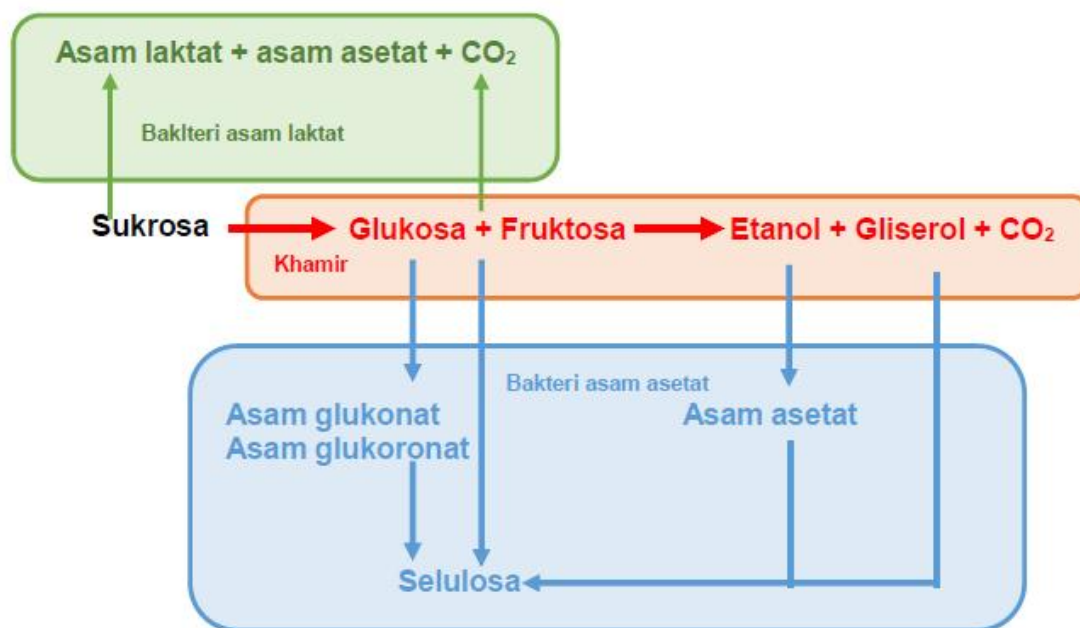 Asam laktat + asam asetat + CO₂
Baklteri asam laktat
Sukrosa
Glukosa + Fruktosa
Etanol + Gliserol + CO₂
Khamir
Bakteri asam asetat
Asam glukonat
Asam glukoronat
Asam asetat
Selulosa